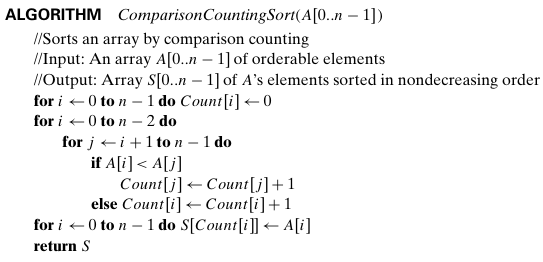 ALGORITHM ComparisonCountingSort(A[0..n − 1])
//Sorts an array by comparison counting
//Input: An array A[0..n − 1] of orderable elements
//Output: Array S[0..n − 1] of A's elements sorted in nondecreasing order
for i ← 0 to n − 1 do Count[i] ← 0
for i ← 0 to n − 2 do
for j ← i + 1 to n − 1 do
if A[i] < A[j]
Count[j] ← Count[j] + 1
else Count[i] ← Count[i] + 1
for i ← 0 to n − 1 do S[Count[i]] ← A[i]
return S